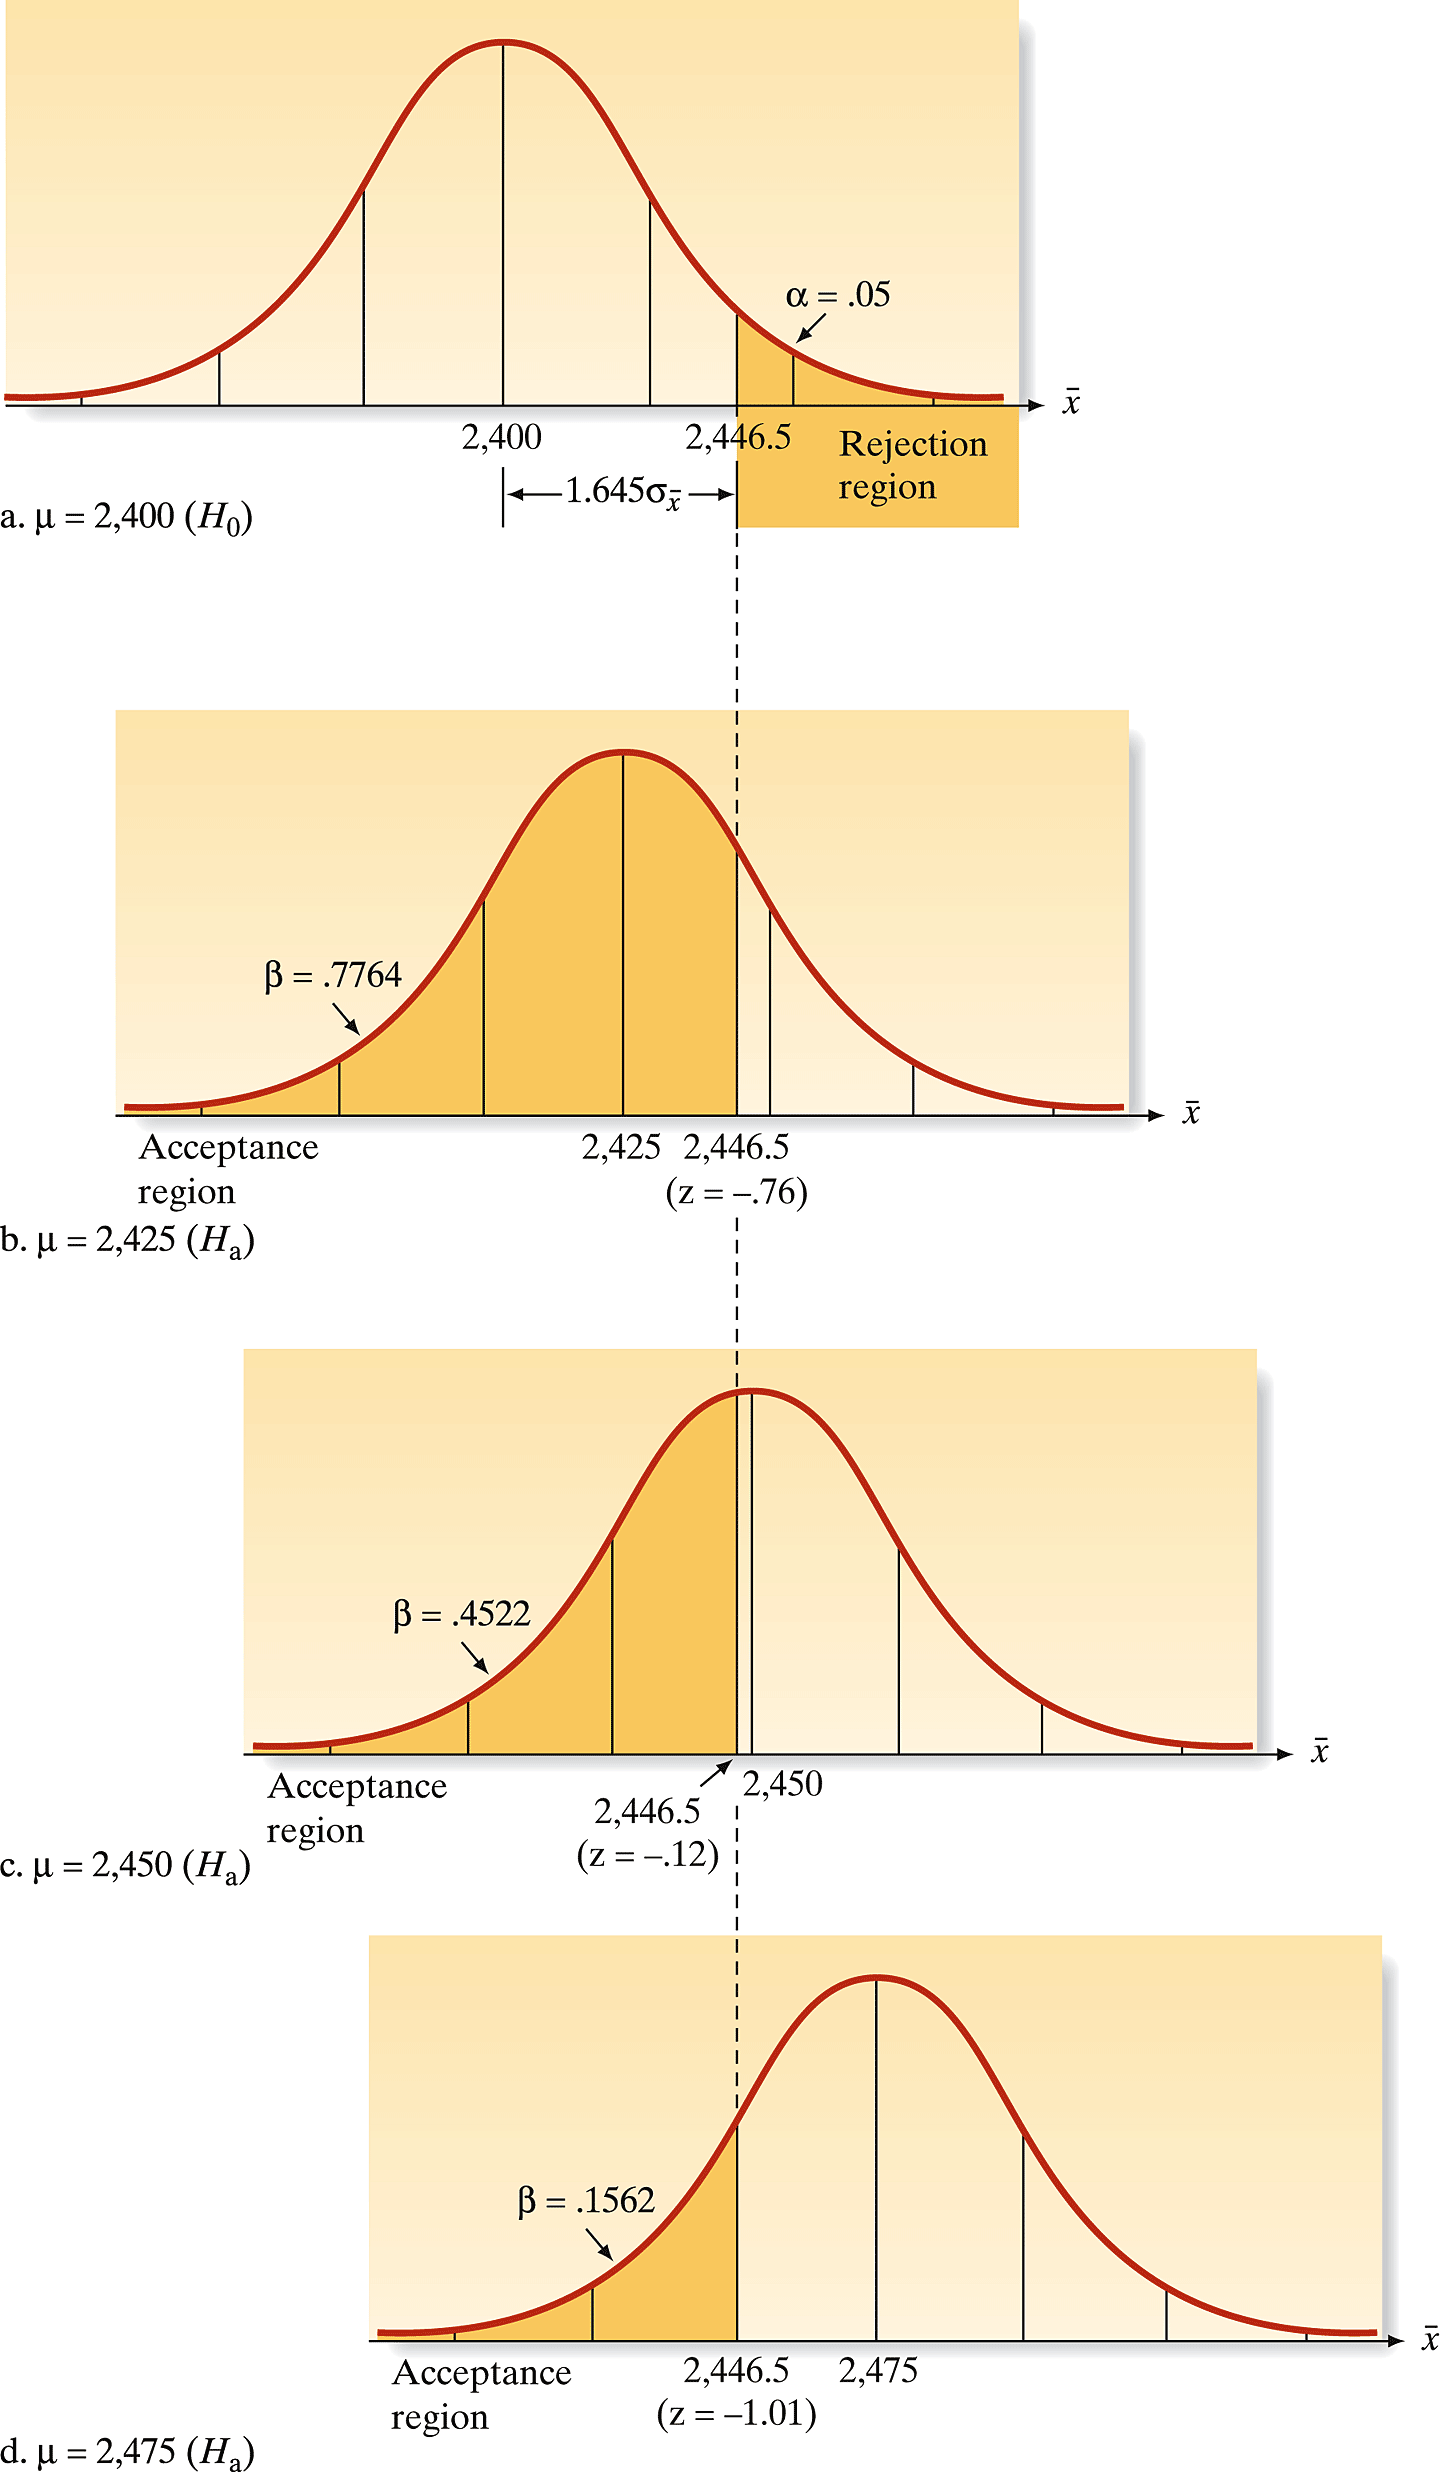 α = .05
x̄
2,400 2,446.5
Rejection
region
1.645σx̄
a. μ = 2,400 (H0)
β = .7764
x̄
Acceptance
region
2,425 2,446.5
(z = –.76)
b. μ = 2,425 (Ha)
β = .4522
x̄
Acceptance
region
2,450
2,446.5
(z = –.12)
c. μ = 2,450 (Ha)
β = .1562
x̄
Acceptance
region
2,446.5 2,475
(z = –1.01)
d. μ = 2,475 (Ha)